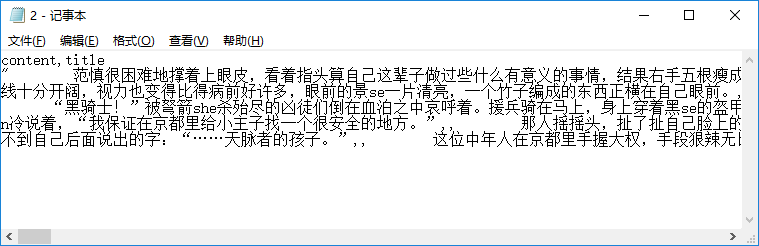 2 - 记事本
文件(F) 编辑(E) 格式(O) 查看(V) 帮助(H)
content,title
" 范慎很困难地撑着上眼皮，看着指头算自己这辈子做过些什么有意义的事情，结果右手五根瘦成
线十分开阔，视力也变得比得病前好许多，眼前的景se一片清亮，一个竹子编成的东西正横在自己眼前。,
“黑骑士！”被弩箭she杀殆尽的凶徒们倒在血泊之中哀呼着。援兵骑在马上，身上穿着黑se的盔甲
n冷说着，“我保证在京都里给小王子找一个很安全的地方。”,, 那人摇摇头，扯了扯自己脸上的
不到自己后面说出的字：“……天脉者的孩子。”,, 这位中年人在京都里手握大权，手段狠辣无